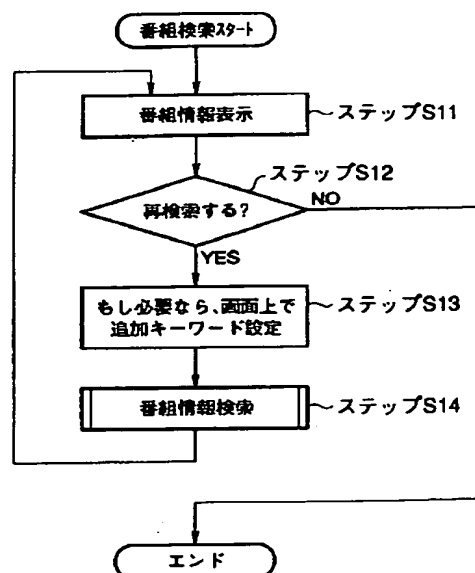 番組検索スタート
番組情報表示
ステップS11
ステップS12
再検索する?
NO
YES
もし必要なら、画面上で
追加キーワード設定
ステップS13
番組情報検索
ステップS14
エンド